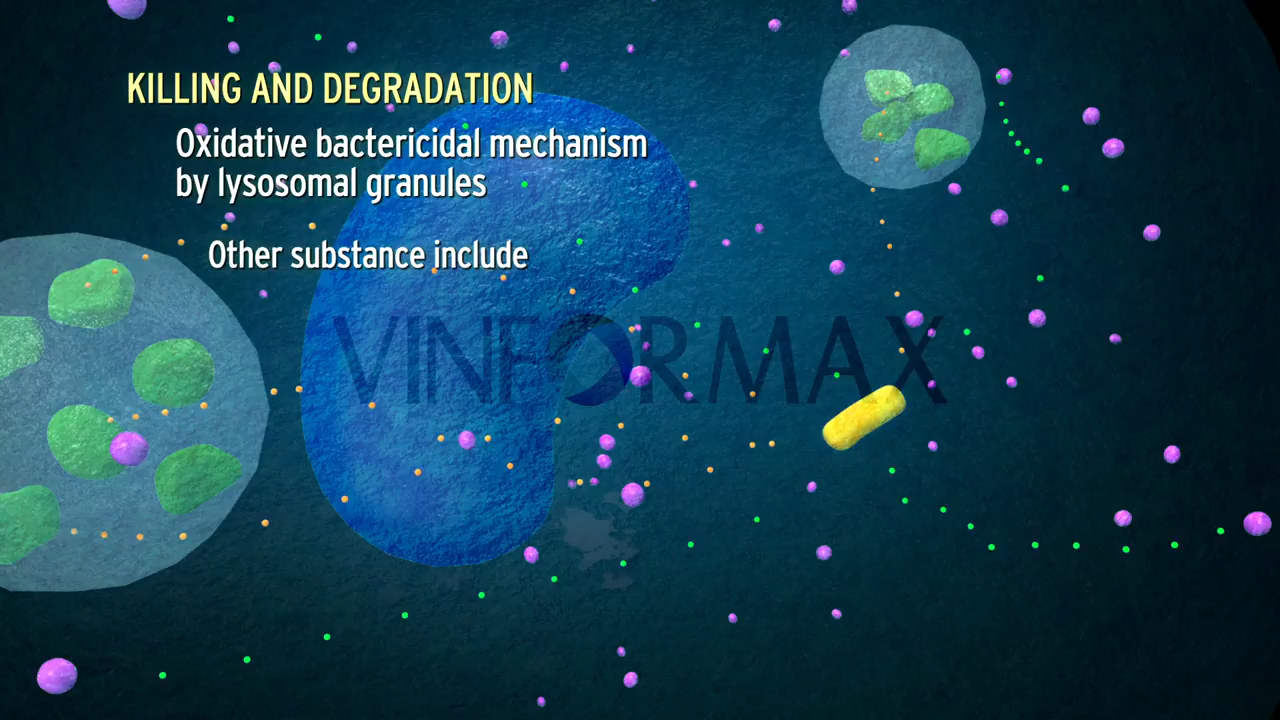 KILLING AND DEGRADATION
Oxidative bactericidal mechanism
by lysosomal granules
Other substance include
VINFORMAX